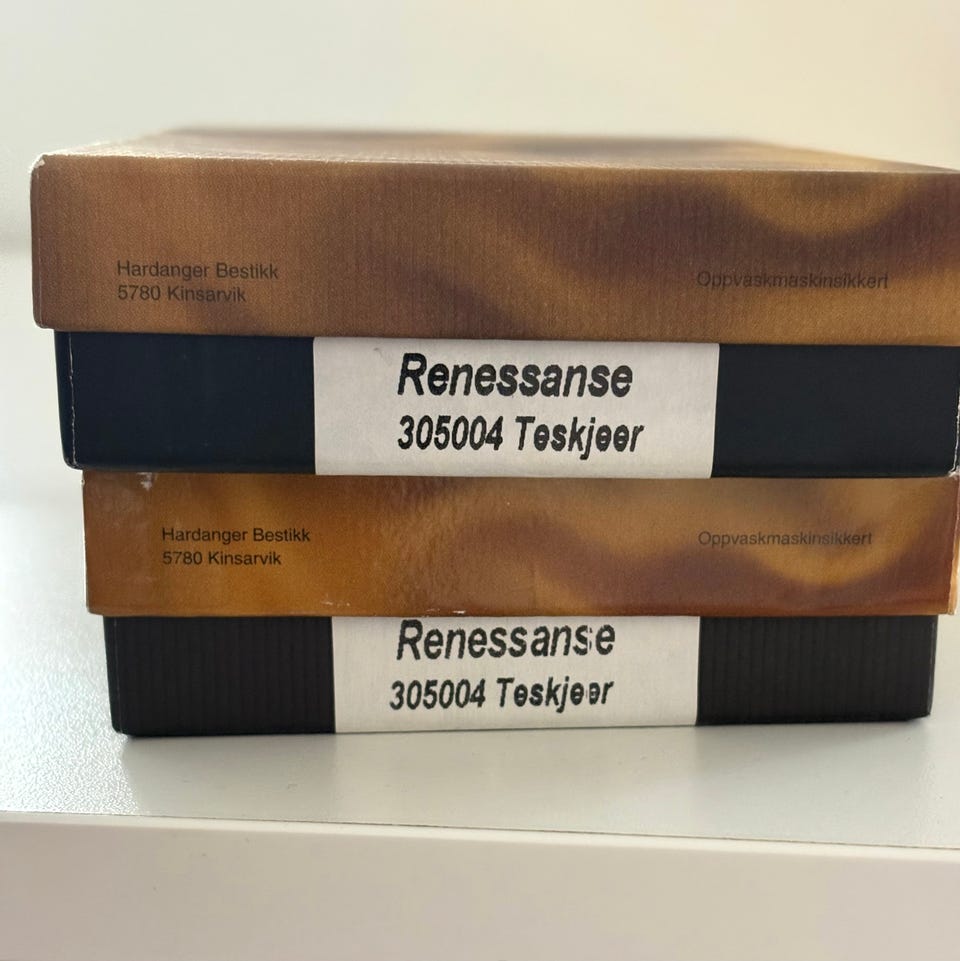 Hardanger Bestikk
5780 Kinsarvik
Oppvaskmaskinsikkert
Renessanse
305004 Teskjeer
Hardanger Bestikk
5780 Kinsarvik
Oppvaskmaskinsikkert
Renessanse
305004 Teskjeer